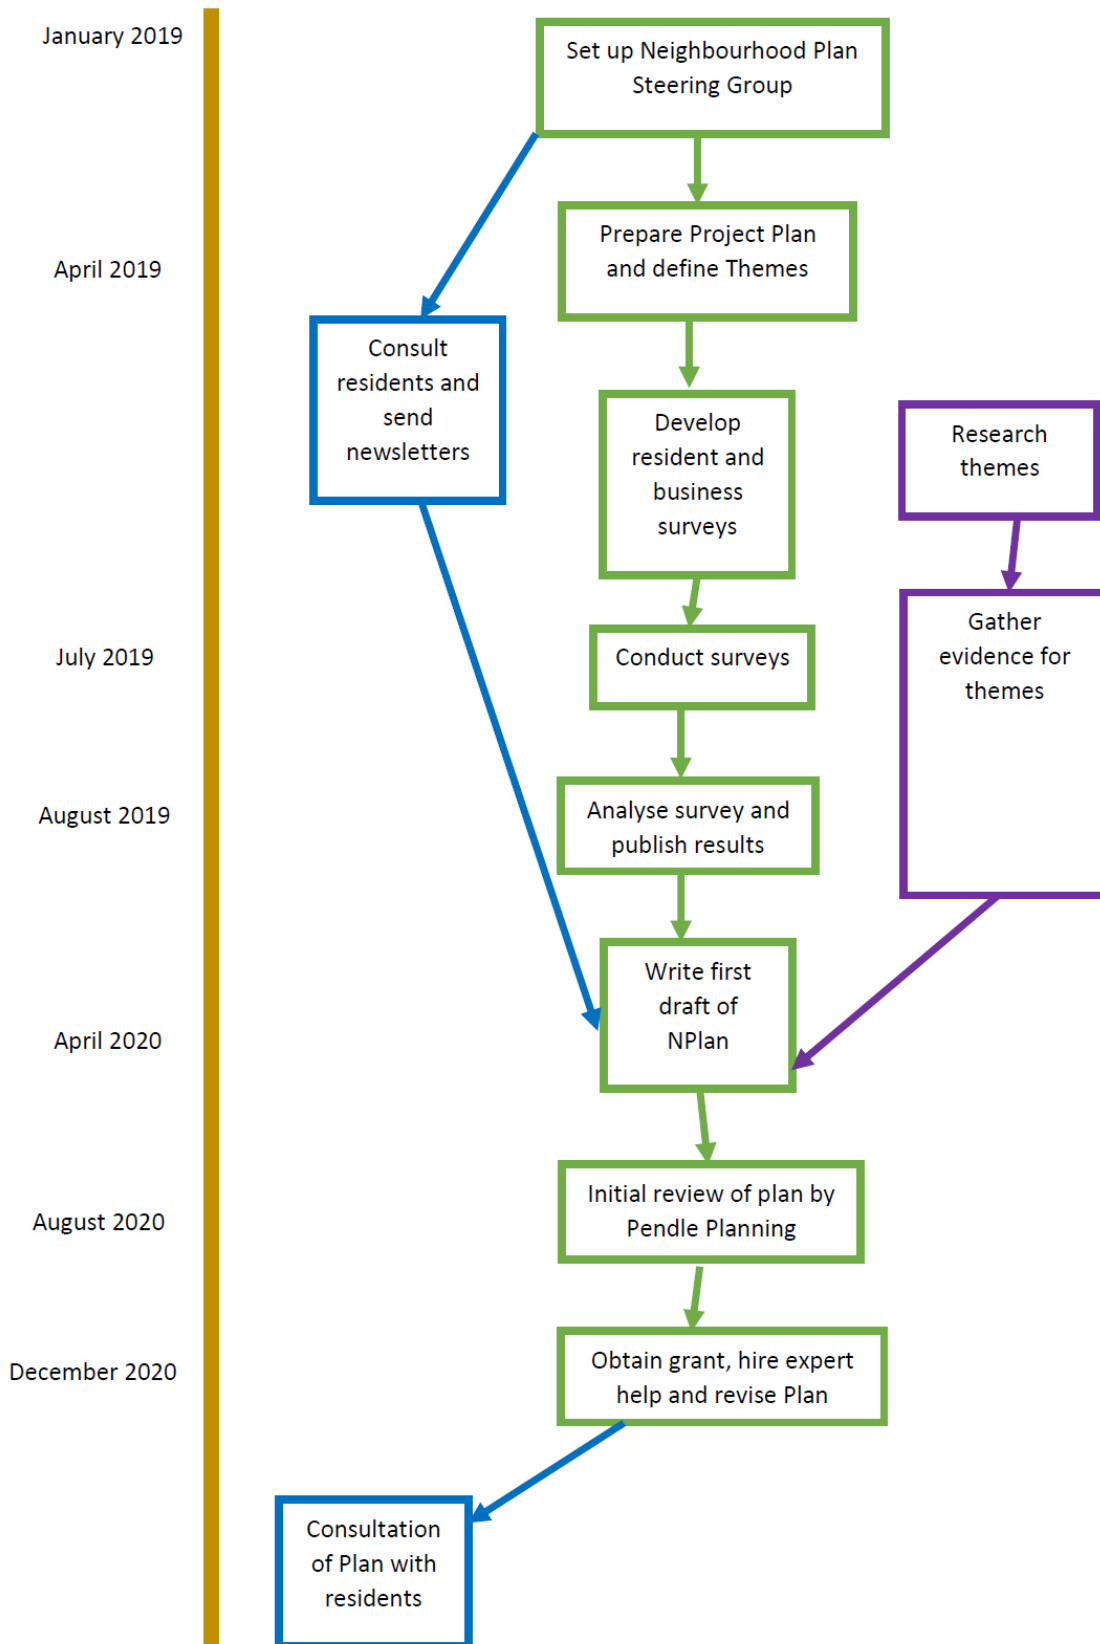 January 2019
Set up Neighbourhood Plan
Steering Group
April 2019
Prepare Project Plan
and define Themes
Consult
residents and
send
newsletters
Develop
resident and
business
surveys
Research
themes
July 2019
Conduct surveys
Gather
evidence for
themes
August 2019
Analyse survey and
publish results
April 2020
Write first
draft of
NPlan
August 2020
Initial review of plan by
Pendle Planning
December 2020
Obtain grant, hire expert
help and revise Plan
Consultation
of Plan with
residents